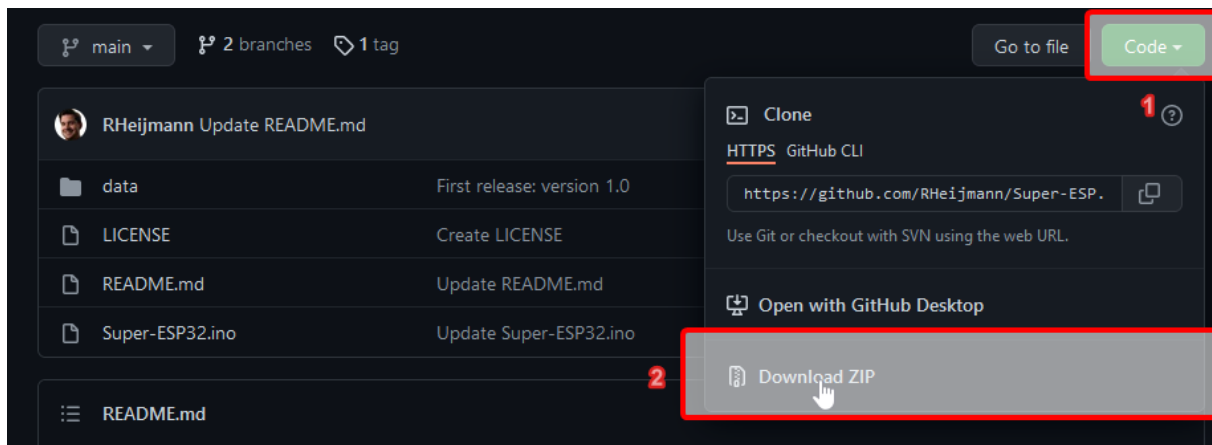 main 2 branches 1 tag Go to file Code
RHeijmann Update README.md
1
Clone
HTTPS GitHub CLI
https://github.com/RHeijmann/Super-ESP.
Use Git or checkout with SVN using the web URL.
Open with GitHub Desktop
2
Download ZIP
data First release: version 1.0
LICENSE Create LICENSE
README.md Update README.md
Super-ESP32.ino Update Super-ESP32.ino
README.md